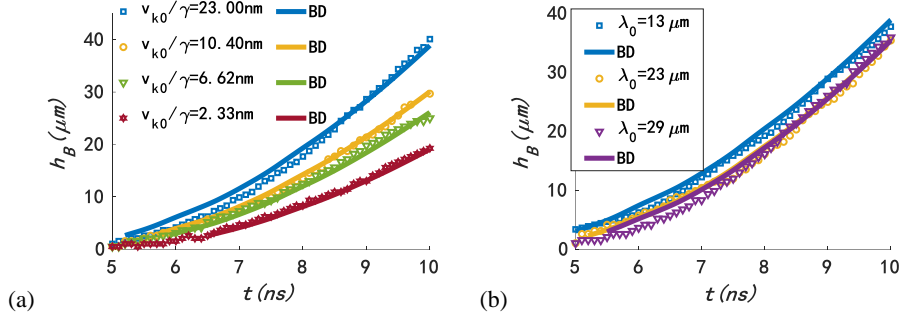 40 v_k0/γ=23.00nm BD
v_k0/γ=10.40nm BD
30 v_k0/γ=6.62nm BD
v_k0/γ=2.33nm BD
20
10
0
h_B (μm)
5 6 7 8 9 10
t (ns)
(a)
40 λ_0=13 μm
BD
30 λ_0=23 μm
BD
20 λ_0=29 μm
BD
10
0
h_B (μm)
5 6 7 8 9 10
t (ns)
(b)